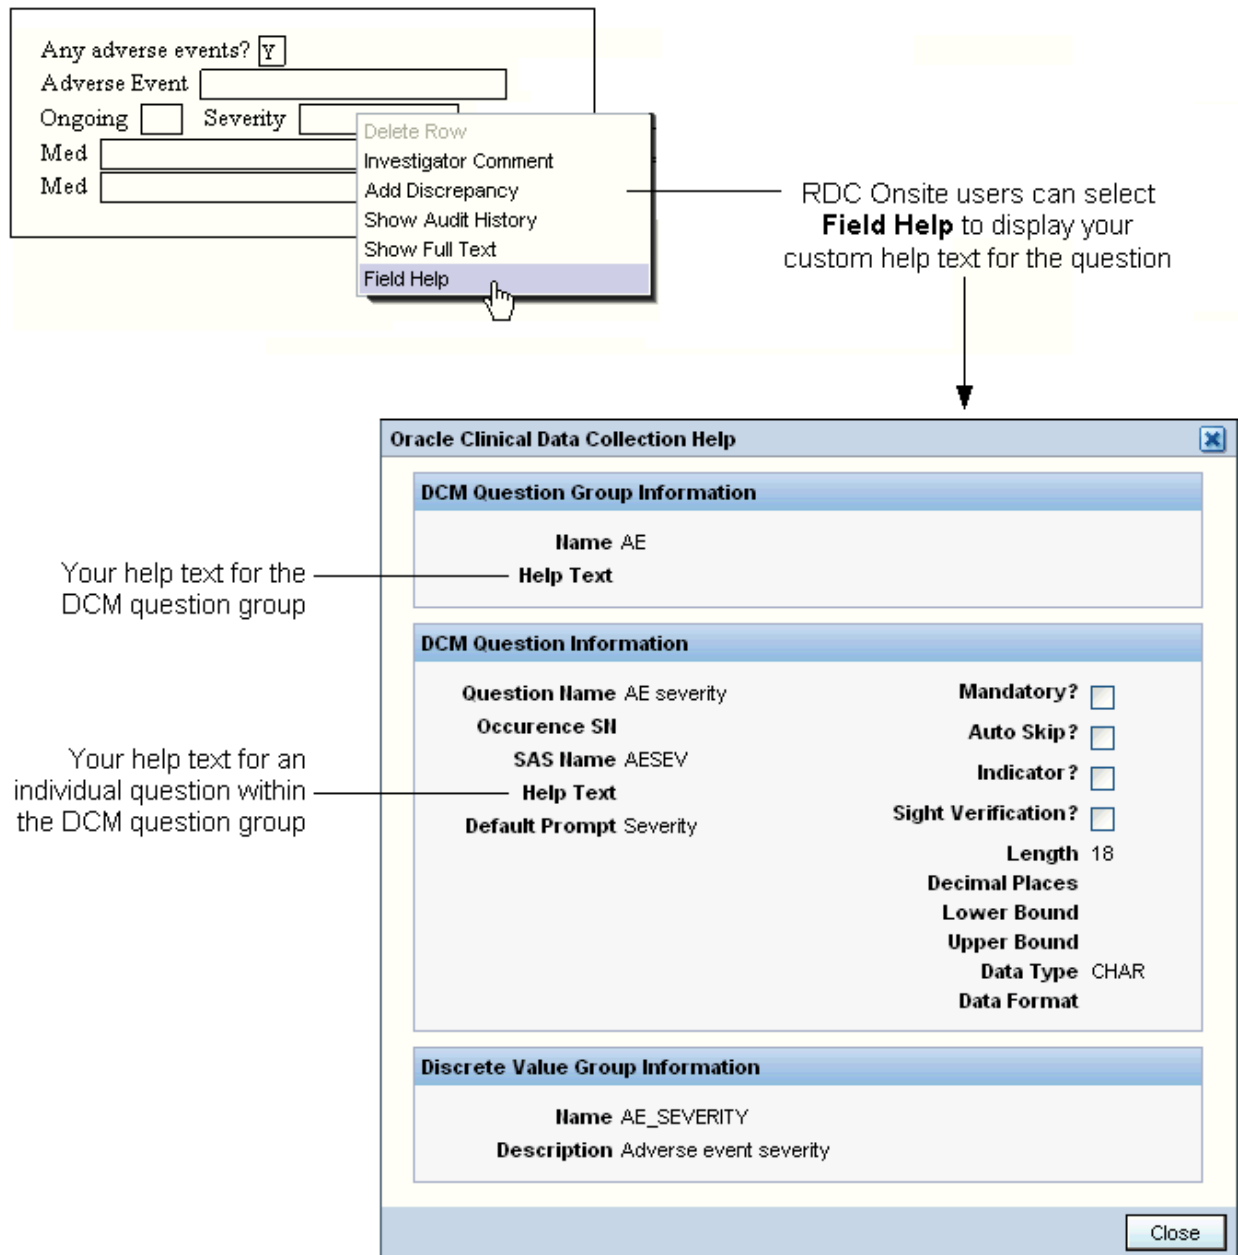 Any adverse events? Y
Adverse Event
Ongoing Severity
Med
Med
Delete Row
Investigator Comment
Add Discrepancy
Show Audit History
Show Full Text
Field Help
RDC Onsite users can select
Field Help to display your
custom help text for the question
Oracle Clinical Data Collection Help
DCM Question Group Information
Name AE
Help Text
Your help text for the
DCM question group
DCM Question Information
Question Name AE severity
Occurence SN
SAS Name AESEV
Help Text
Default Prompt Severity
Your help text for an
individual question within
the DCM question group
Mandatory?
Auto Skip?
Indicator?
Sight Verification?
Length 18
Decimal Places
Lower Bound
Upper Bound
Data Type CHAR
Data Format
Discrete Value Group Information
Name AE_SEVERITY
Description Adverse event severity
Close